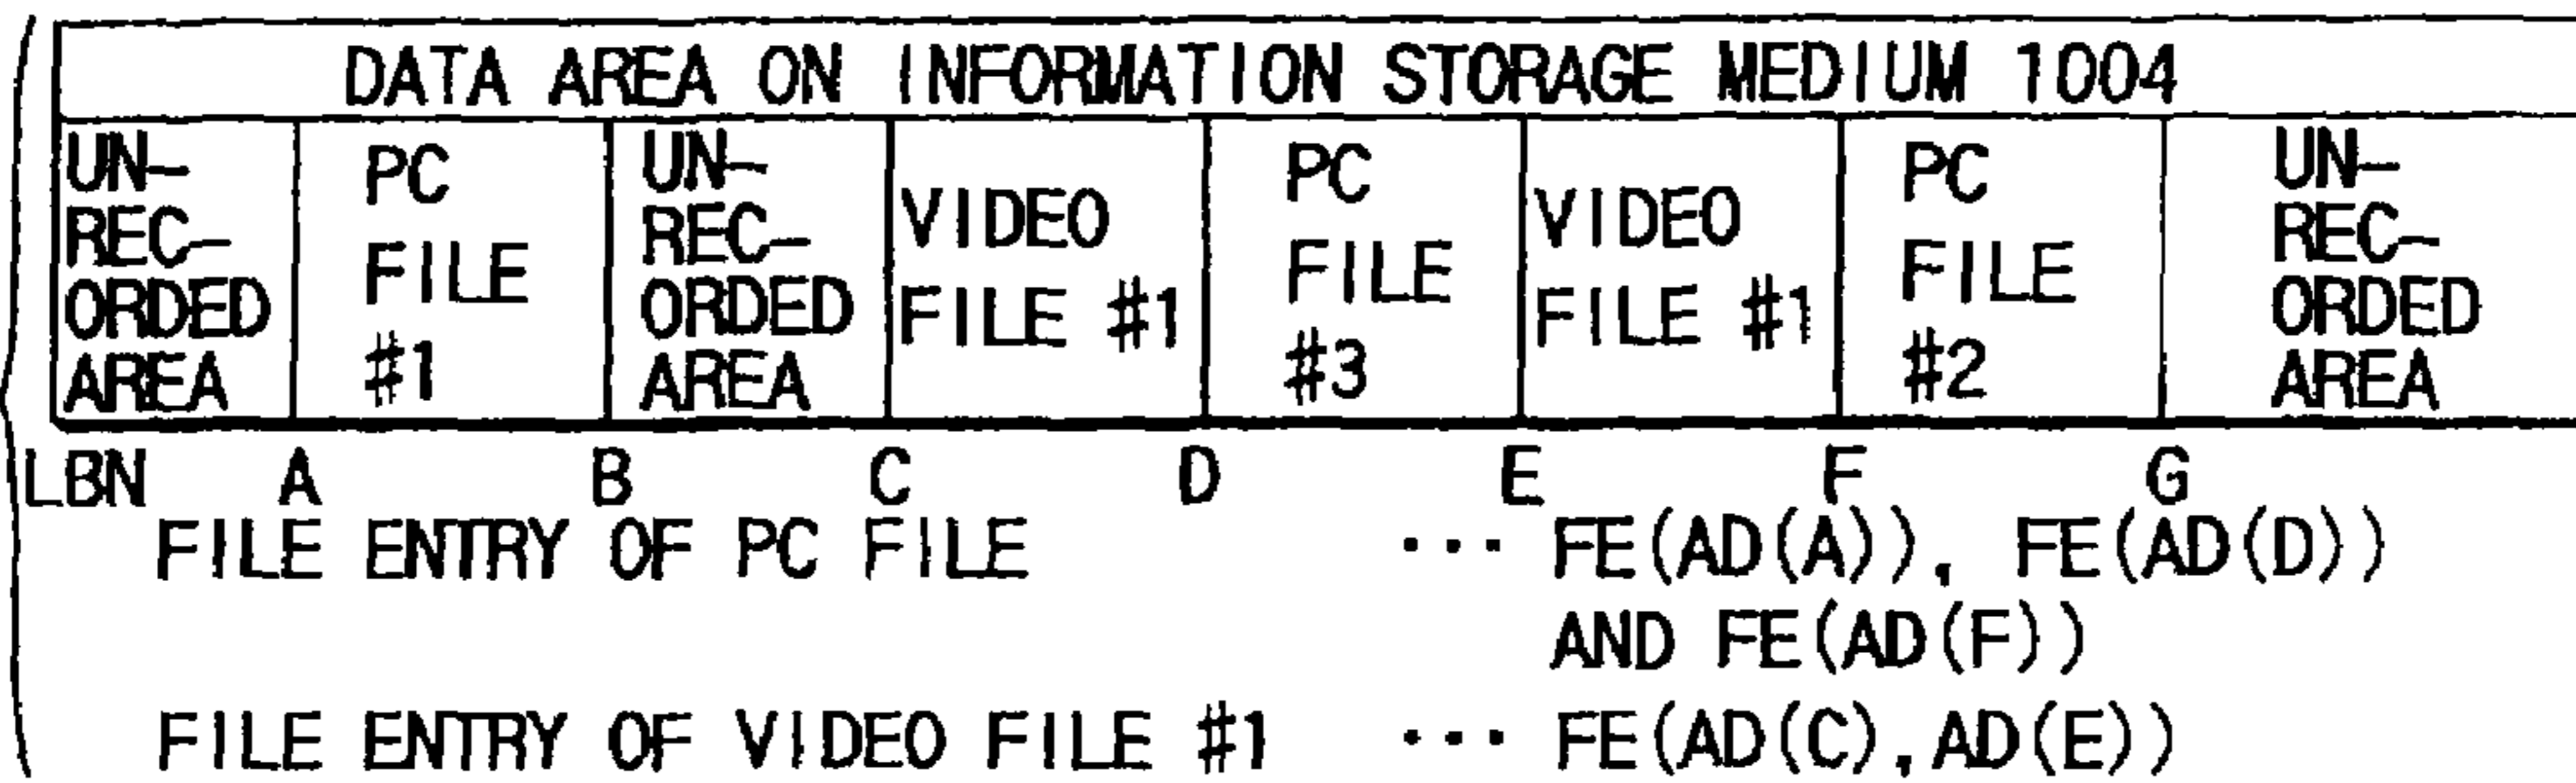 DATA AREA ON INFORMATION STORAGE MEDIUM 1004
UN-
REC-
ORDED
AREA
PC
FILE
#1
UN-
REC-
ORDED
AREA
VIDEO
FILE #1
PC
FILE
#3
VIDEO
FILE #1
PC
FILE
#2
UN-
REC-
ORDED
AREA
LBN A B C D E F G
FILE ENTRY OF PC FILE ··· FE(AD(A)), FE(AD(D))
AND FE(AD(F))
FILE ENTRY OF VIDEO FILE #1 ··· FE(AD(C),AD(E))